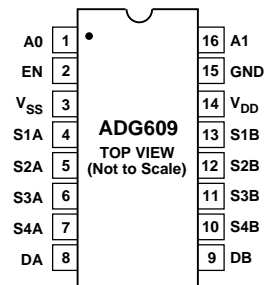 A0 1 16 A1
EN 2 15 GND
VSS 3 14 VDD
S1A 4 ADG609 13 S1B
S2A 5 TOP VIEW 12 S2B
(Not to Scale)
S3A 6 11 S3B
S4A 7 10 S4B
DA 8 9 DB